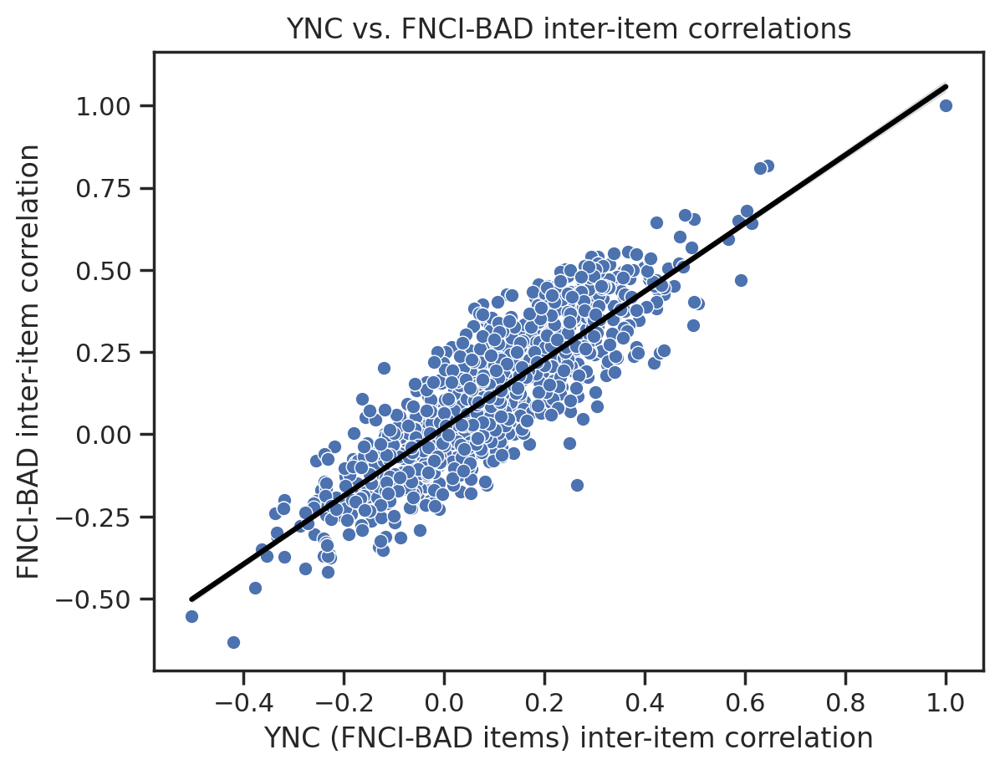 YNC vs. FNCI-BAD inter-item correlations
FNCI-BAD inter-item correlation
1.00
0.75
0.50
0.25
0.00
−0.25
−0.50
−0.4 −0.2 0.0 0.2 0.4 0.6 0.8 1.0
YNC (FNCI-BAD items) inter-item correlation